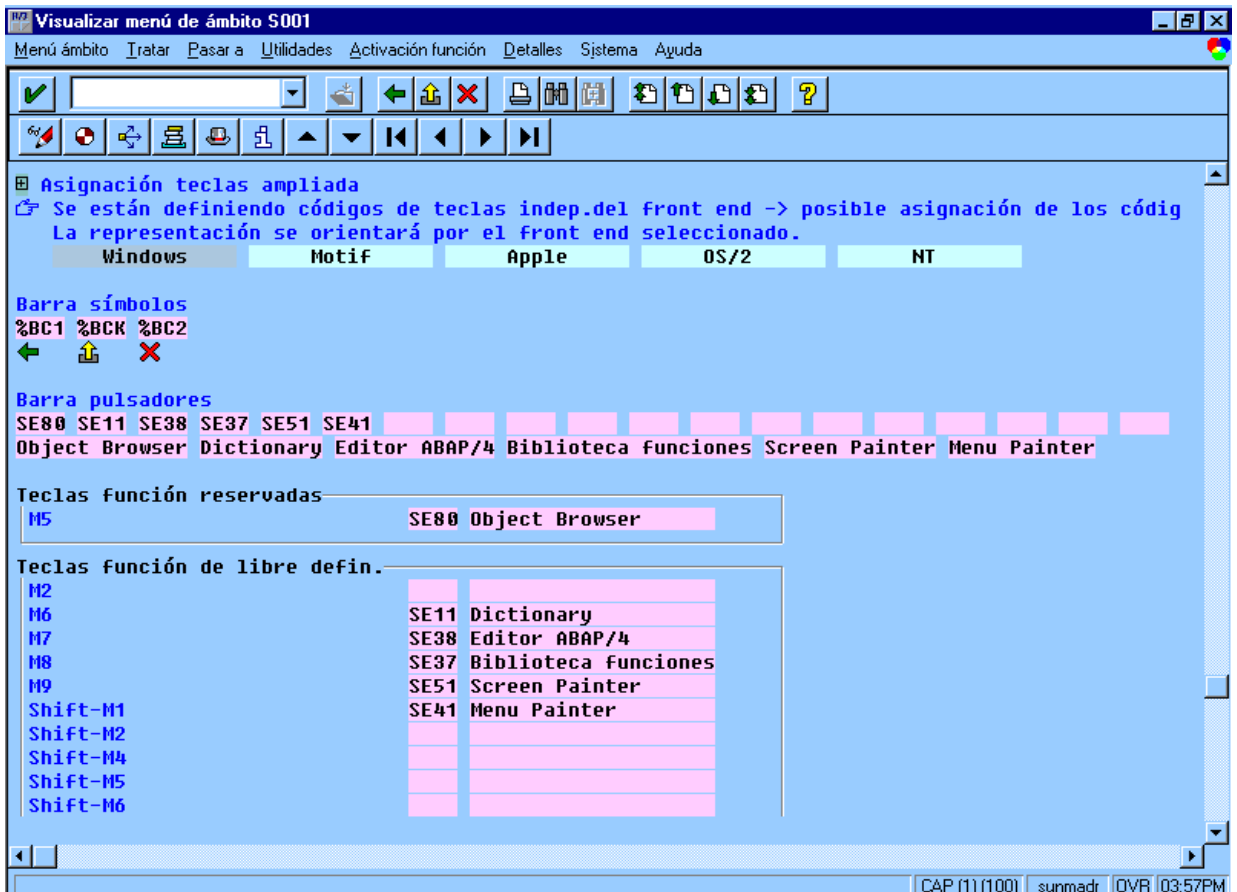 Visualizar menú de ámbito S001
Menú ámbito Tratar Pasar a Utilidades Activación función Detalles Sistema Ayuda
Asignación teclas ampliada
Se están definiendo códigos de teclas indep.del front end -> posible asignación de los códig
La representación se orientará por el front end seleccionado.
Windows Motif Apple OS/2 NT
Barra símbolos
%BC1 %BCK %BC2
Barra pulsadores
SE80 SE11 SE38 SE37 SE51 SE41
Object Browser Dictionary Editor ABAP/4 Biblioteca funciones Screen Painter Menu Painter
Teclas función reservadas
M5 SE80 Object Browser
Teclas función de libre defin.
M2
M6 SE11 Dictionary
M7 SE38 Editor ABAP/4
M8 SE37 Biblioteca funciones
M9 SE51 Screen Painter
Shift-M1 SE41 Menu Painter
Shift-M2
Shift-M4
Shift-M5
Shift-M6
CAP (1) (100) sunmadr OVR 03:57PM